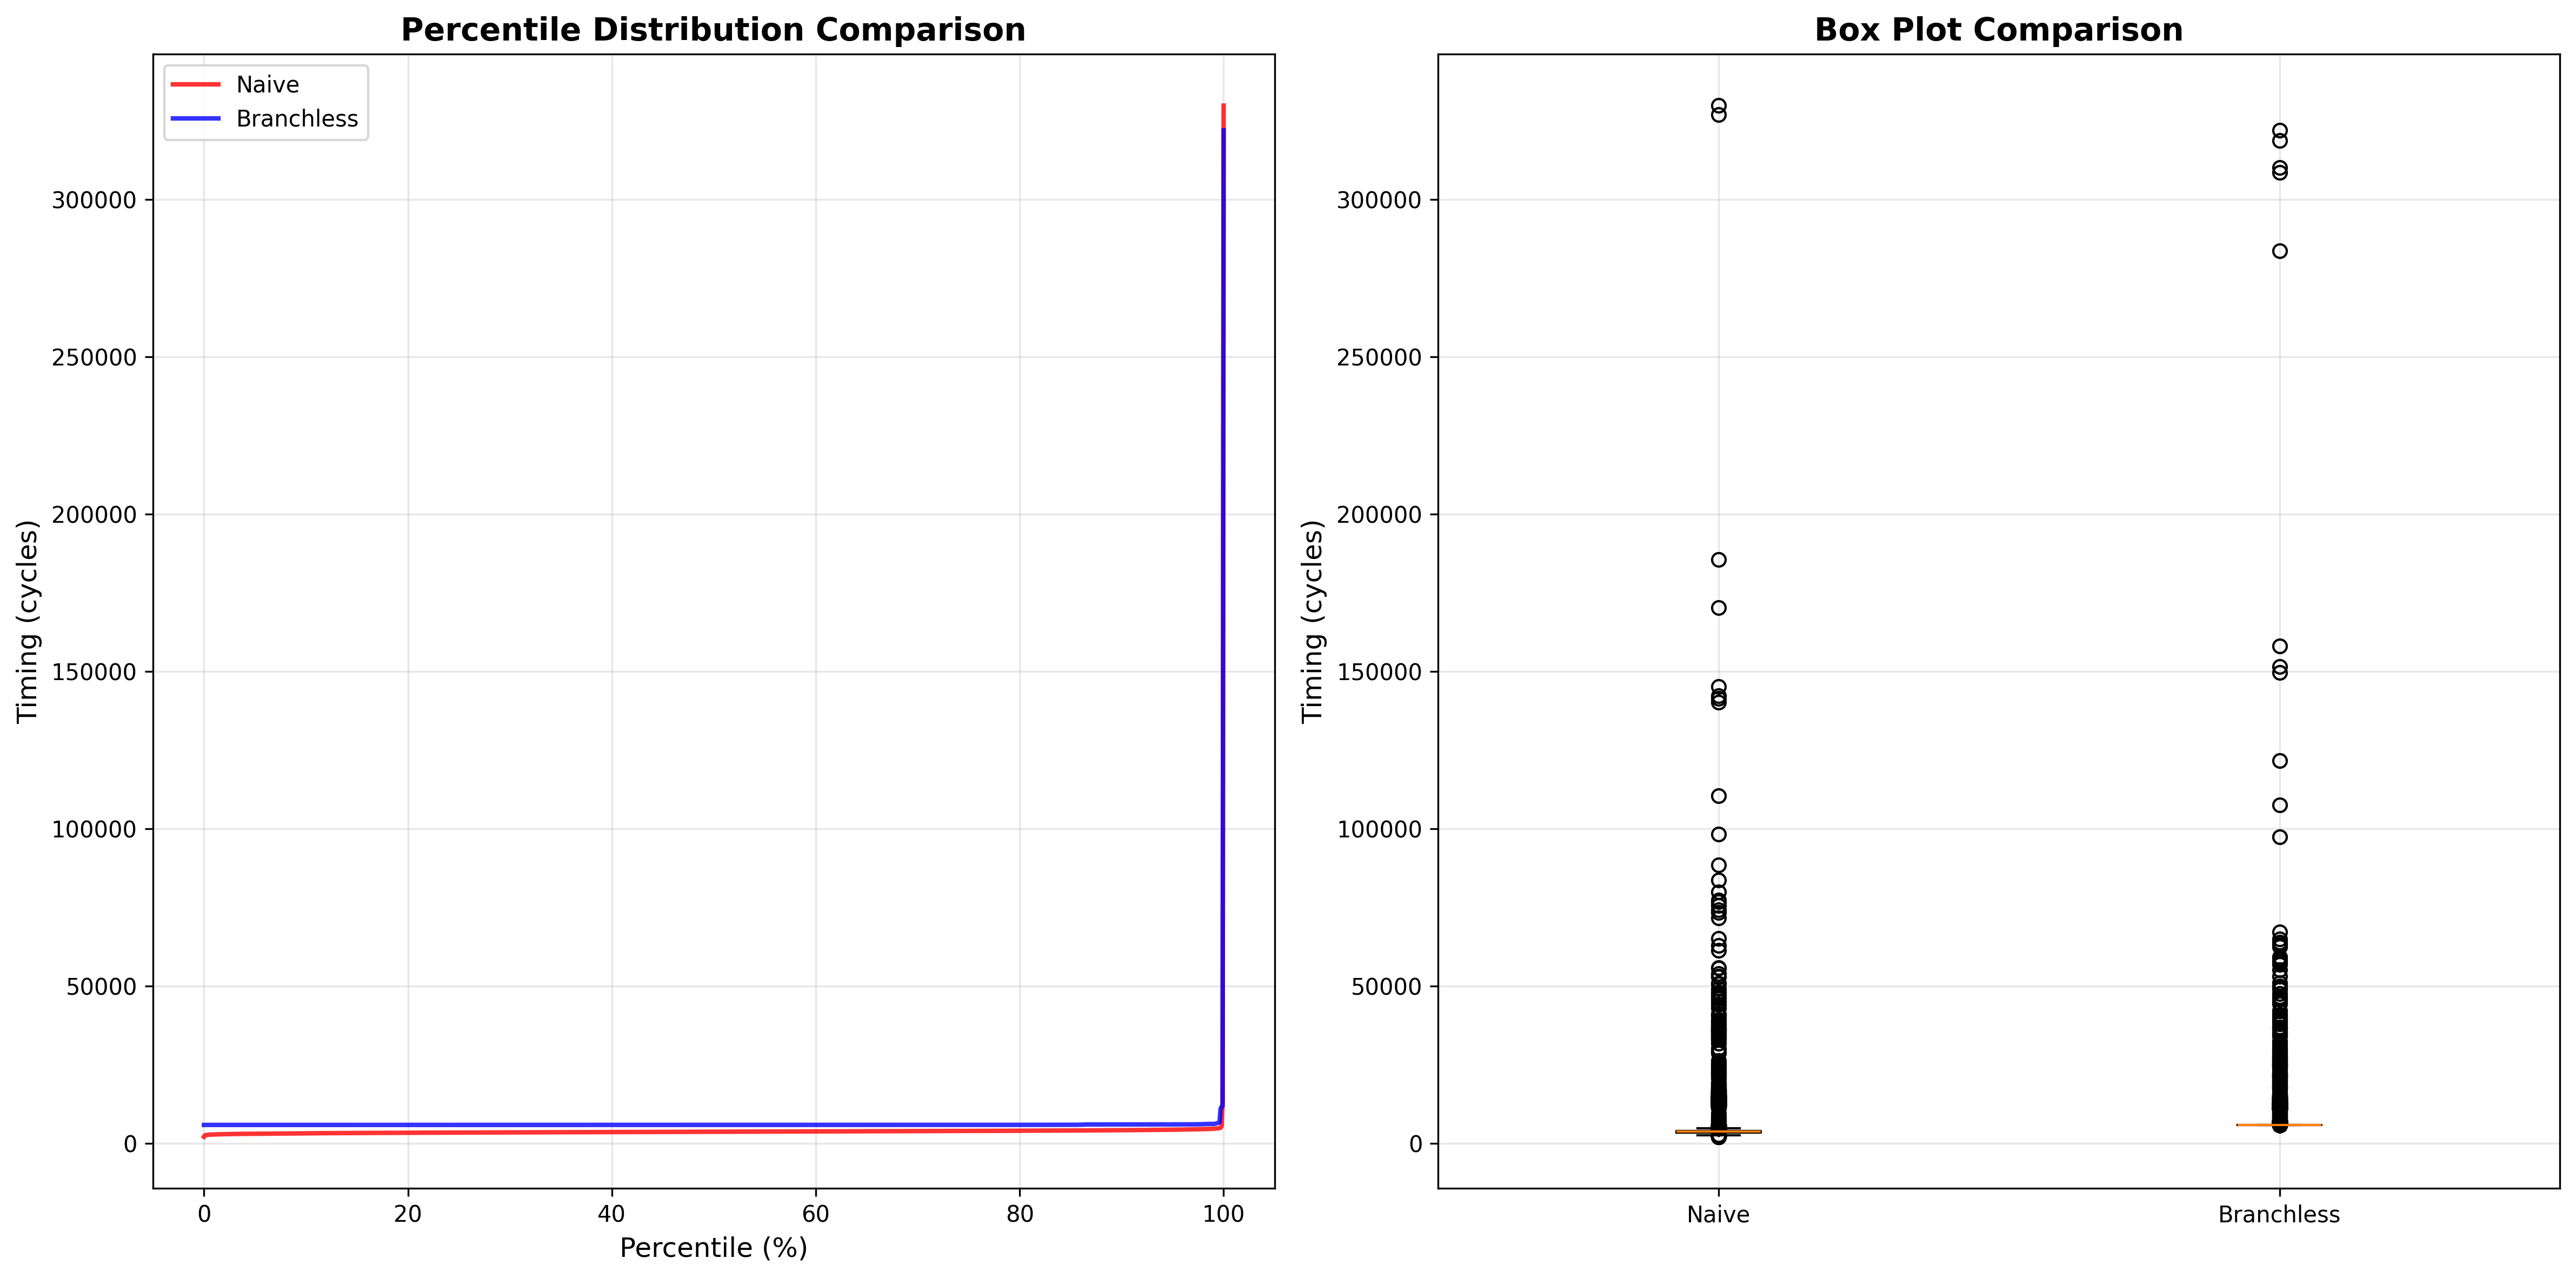 Percentile Distribution Comparison
Naive
Branchless
Timing (cycles)
300000
250000
200000
150000
100000
50000
0
0 20 40 60 80 100
Percentile (%)
Box Plot Comparison
Timing (cycles)
300000
250000
200000
150000
100000
50000
0
Naive Branchless